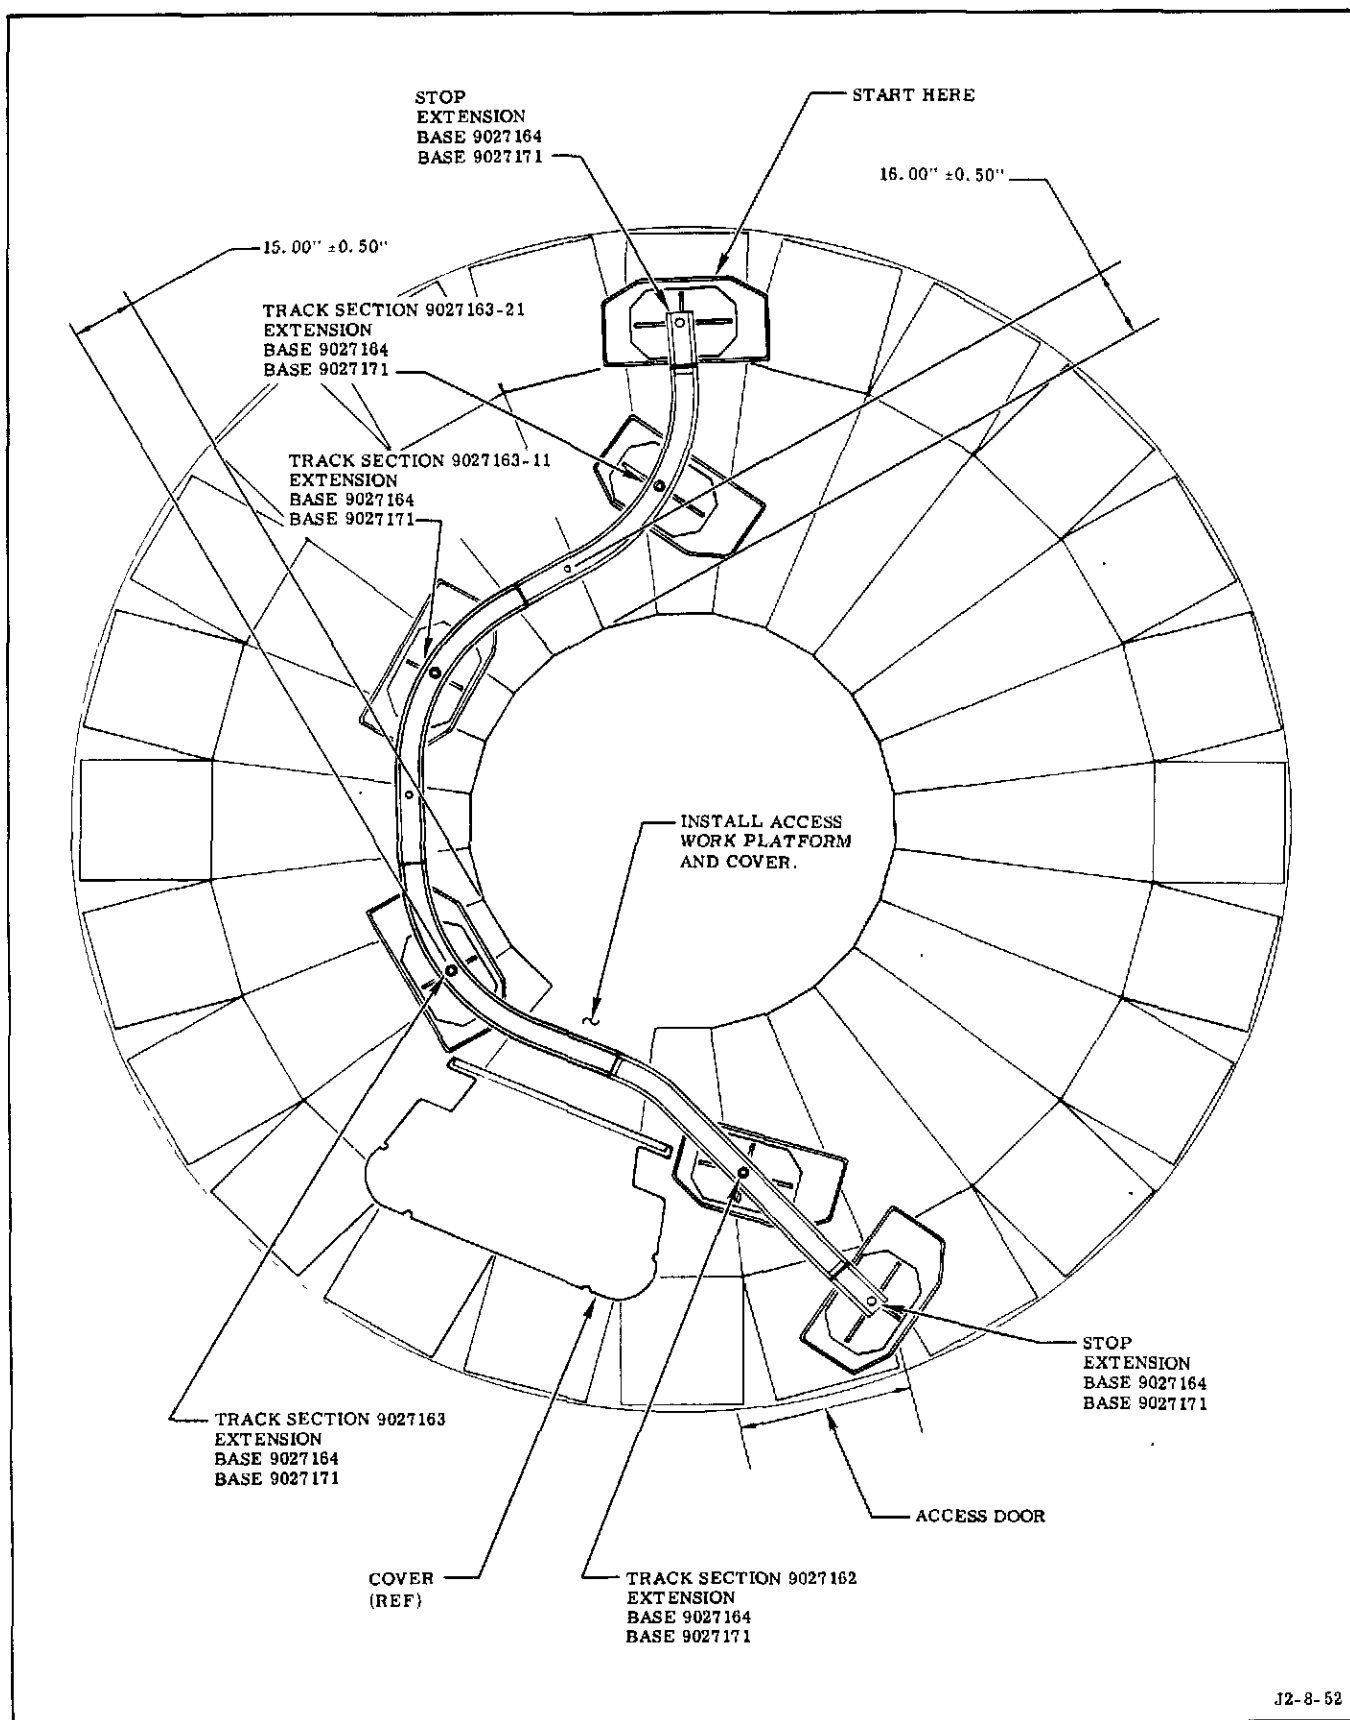 STOP
EXTENSION
BASE 9027164
BASE 9027171
START HERE
16.00" ±0.50"
15.00" ±0.50"
TRACK SECTION 9027163-21
EXTENSION
BASE 9027164
BASE 9027171
TRACK SECTION 9027163-11
EXTENSION
BASE 9027164
BASE 9027171
INSTALL ACCESS
WORK PLATFORM
AND COVER.
STOP
EXTENSION
BASE 9027164
BASE 9027171
TRACK SECTION 9027163
EXTENSION
BASE 9027164
BASE 9027171
ACCESS DOOR
COVER
(REF)
TRACK SECTION 9027162
EXTENSION
BASE 9027164
BASE 9027171
J2-8-52